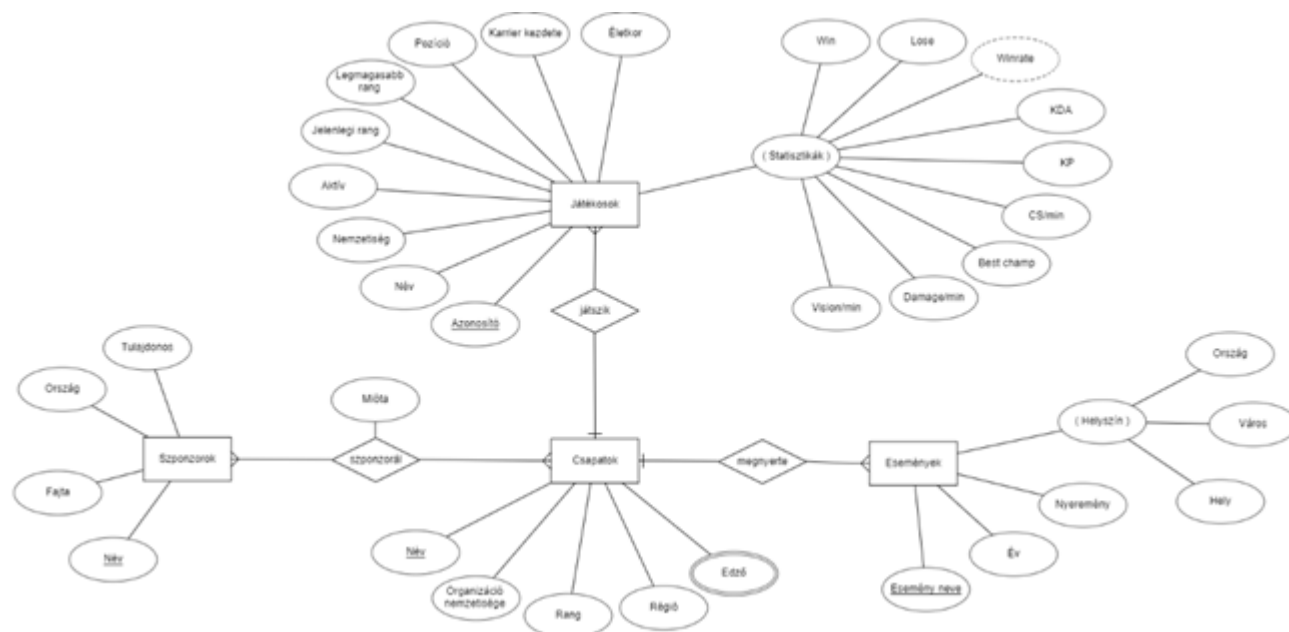 Pozíció
Karrier kezdete
Életkor
Legmagasabb
rang
Jelenlegi rang
Aktív
Nemzetiség
Név
Azonosító
Játékosok
Win
Lose
Winrate
( Statisztikák )
KDA
KP
CS/min
Best champ
Damage/min
Vision/min
játszik
Tulajdonos
Ország
Szponzorok
Fajta
Név
Mióta
szponzorál
Csapatok
Név
Organizáció
nemzetisége
Rang
Régió
Edző
megnyerte
Események
( Helyszín )
Ország
Város
Hely
Nyeremény
Év
Esemény neve